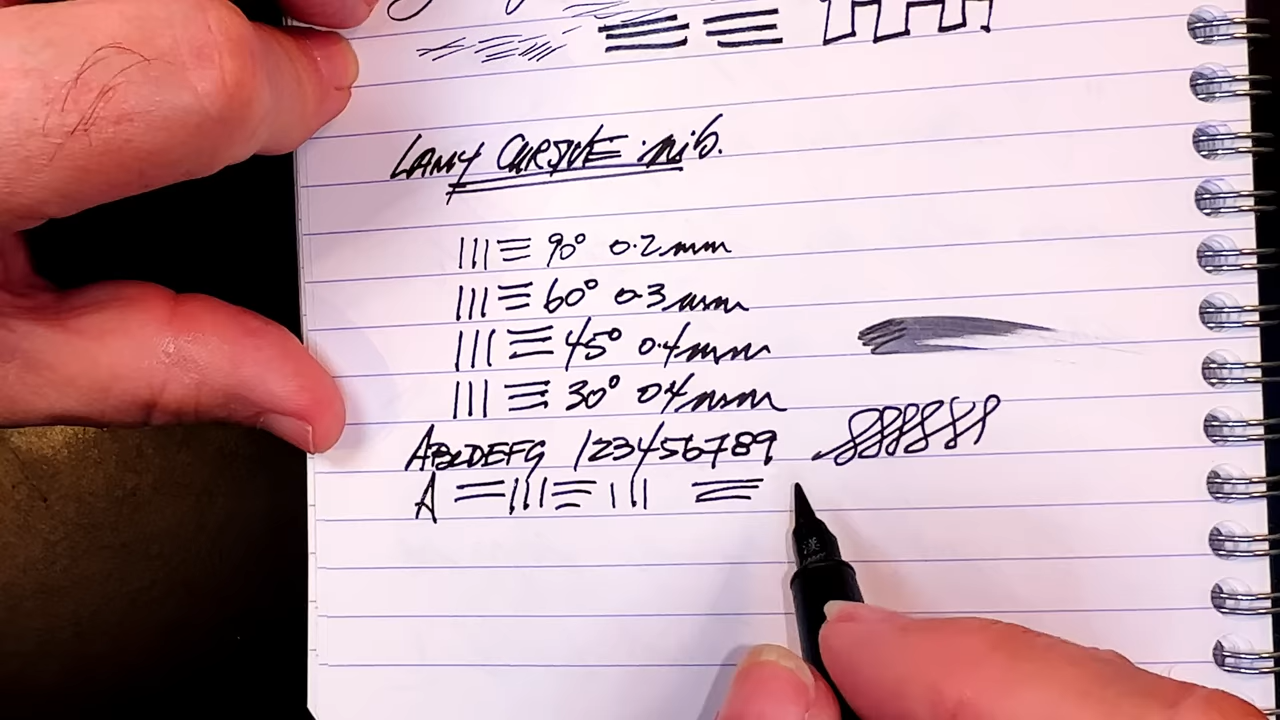 LAMY CURSIVE nib.
90° 0.2mm
60° 0.3mm
45° 0.4mm
30° 0.4mm
ABCDEFG 123456789
A